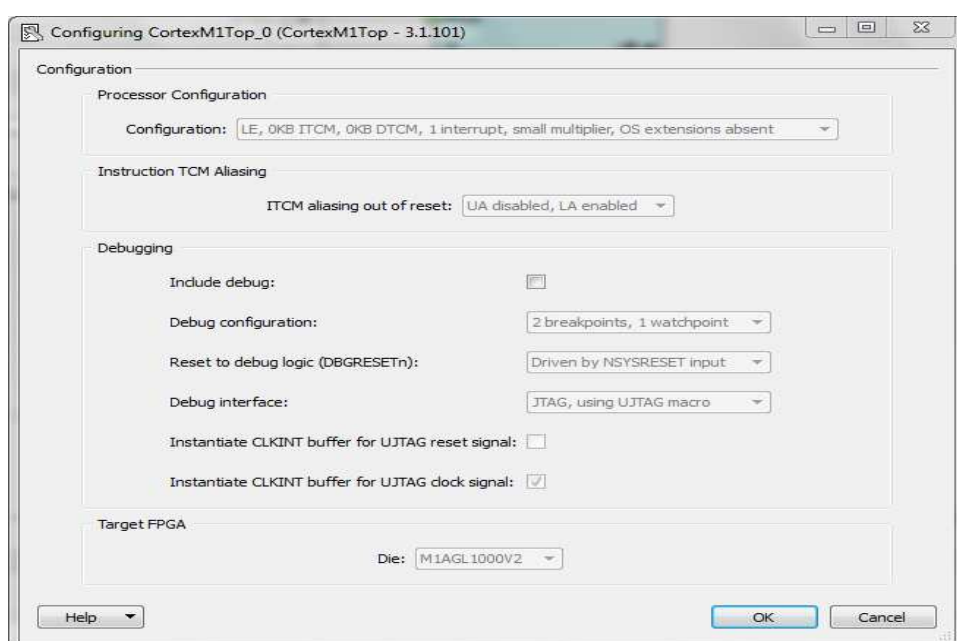 Configuring CortexM1Top_0 (CortexM1Top - 3.1.101)
Configuration
Processor Configuration
Configuration: LE, 0KB ITCM, 0KB DTCM, 1 interrupt, small multiplier, OS extensions absent
Instruction TCM Aliasing
ITCM aliasing out of reset: UA disabled, LA enabled
Debugging
Include debug:
Debug configuration: 2 breakpoints, 1 watchpoint
Reset to debug logic (DBGRESETn): Driven by NSYSRESET input
Debug interface: JTAG, using UJTAG macro
Instantiate CLKINT buffer for UJTAG reset signal:
Instantiate CLKINT buffer for UJTAG clock signal:
Target FPGA
Die: M1AGL1000V2
Help OK Cancel